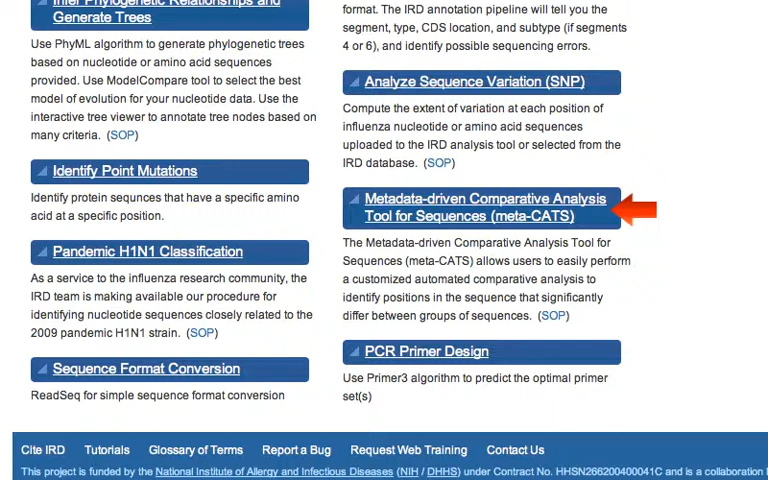 Infer Phylogenetic Relationships and
Generate Trees
Use PhyML algorithm to generate phylogenetic trees
based on nucleotide or amino acid sequences
provided. Use ModelCompare tool to select the best
model of evolution for your nucleotide data. Use the
interactive tree viewer to annotate tree nodes based on
many criteria. (SOP)
Identify Point Mutations
Identify protein sequnces that have a specific amino
acid at a specific position.
Pandemic H1N1 Classification
As a service to the influenza research community, the
IRD team is making available our procedure for
identifying nucleotide sequences closely related to the
2009 pandemic H1N1 strain. (SOP)
Sequence Format Conversion
ReadSeq for simple sequence format conversion
format. The IRD annotation pipeline will tell you the
segment, type, CDS location, and subtype (if segments
4 or 6), and identify possible sequencing errors.
Analyze Sequence Variation (SNP)
Compute the extent of variation at each position of
influenza nucleotide or amino acid sequences
uploaded to the IRD analysis tool or selected from the
IRD database. (SOP)
Metadata-driven Comparative Analysis
Tool for Sequences (meta-CATS)
The Metadata-driven Comparative Analysis Tool for
Sequences (meta-CATS) allows users to easily perform
a customized automated comparative analysis to
identify positions in the sequence that significantly
differ between groups of sequences. (SOP)
PCR Primer Design
Use Primer3 algorithm to predict the optimal primer
set(s)
Cite IRD Tutorials Glossary of Terms Report a Bug Request Web Training Contact Us
This project is funded by the National Institute of Allergy and Infectious Diseases (NIH / DHHS) under Contract No. HHSN266200400041C and is a collaboration